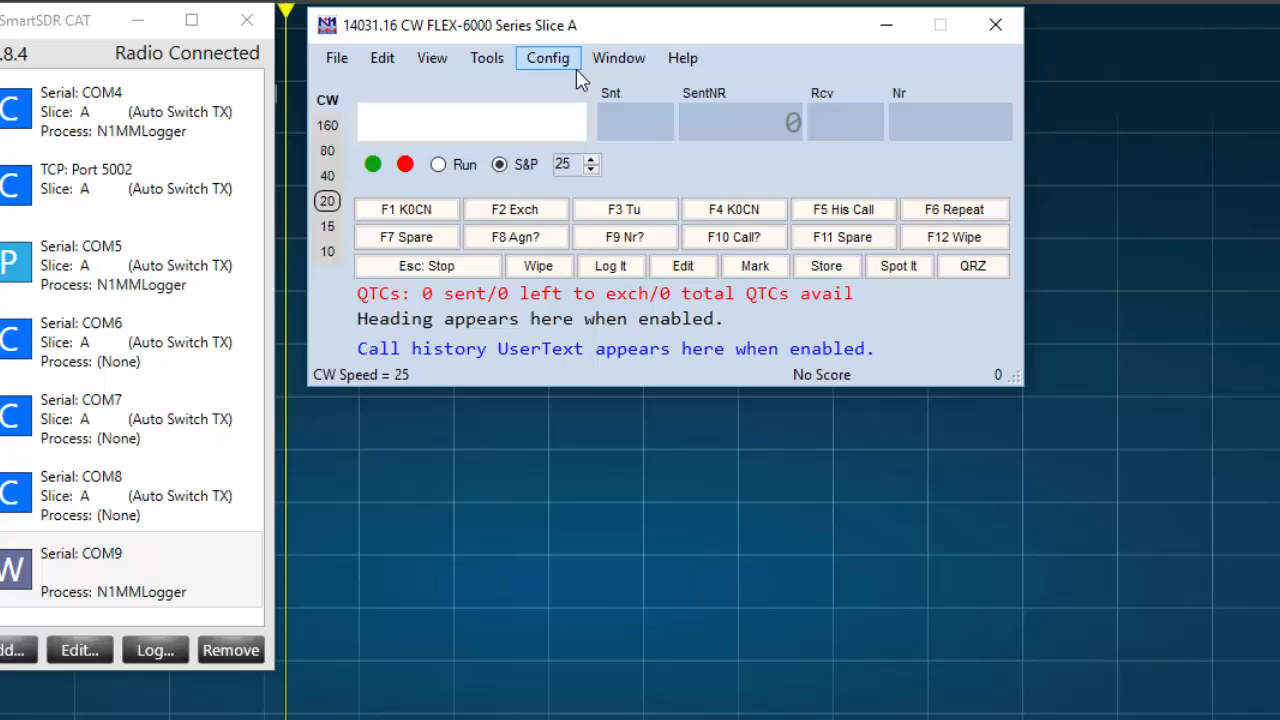 SmartSDR CAT
.8.4 Radio Connected
C
Serial: COM4
Slice: A (Auto Switch TX)
Process: N1MMLogger
C
TCP: Port 5002
Slice: A (Auto Switch TX)
P
Serial: COM5
Slice: A (Auto Switch TX)
Process: N1MMLogger
C
Serial: COM6
Slice: A (Auto Switch TX)
Process: (None)
C
Serial: COM7
Slice: A (Auto Switch TX)
Process: (None)
C
Serial: COM8
Slice: A (Auto Switch TX)
Process: (None)
W
Serial: COM9
Process: N1MMLogger
dd... Edit... Log... Remove
N1
MM
14031.16 CW FLEX-6000 Series Slice A
File Edit View Tools Config Window Help
CW Snt SentNR Rcv Nr
0
160
80
40
20
15
10
Run S&P 25
F1 K0CN F2 Exch F3 Tu F4 K0CN F5 His Call F6 Repeat
F7 Spare F8 Agn? F9 Nr? F10 Call? F11 Spare F12 Wipe
Esc: Stop Wipe Log It Edit Mark Store Spot It QRZ
QTCs: 0 sent/0 left to exch/0 total QTCs avail
Heading appears here when enabled.
Call history UserText appears here when enabled.
CW Speed = 25 No Score 0